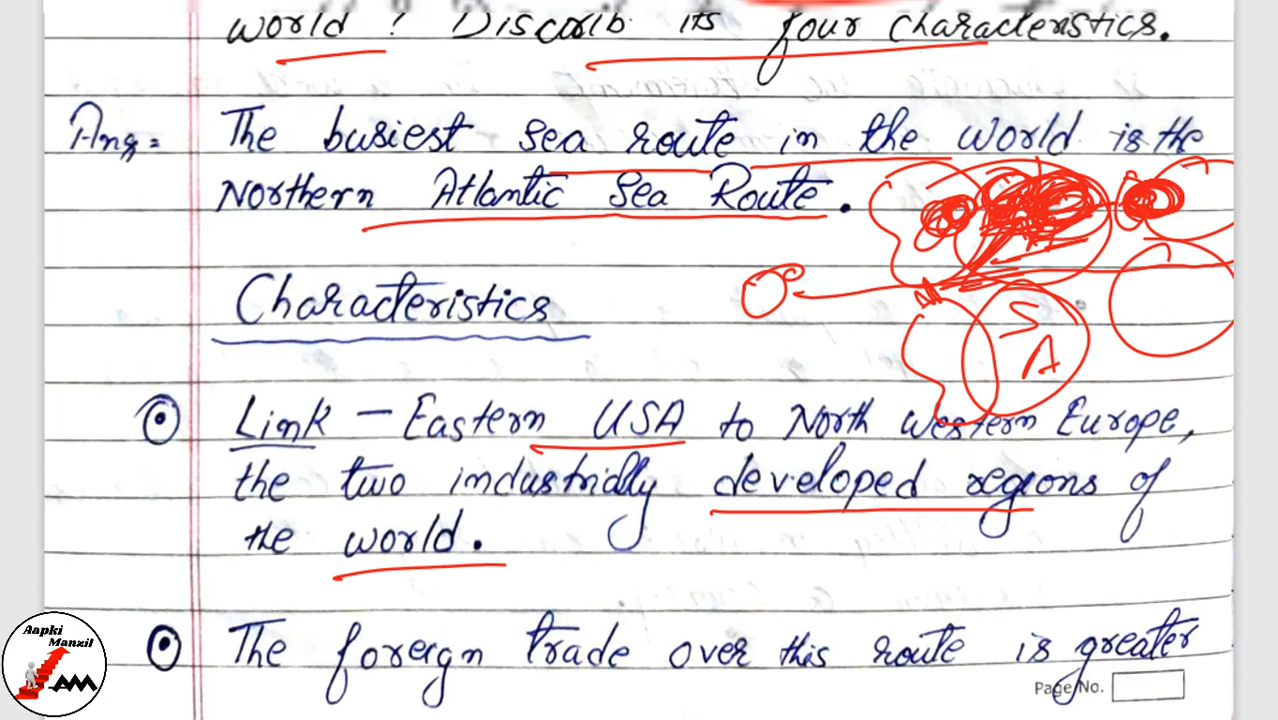 world ? Discrib its four characteristics.
Ans= The busiest sea route in the world is the
Northern Atlantic Sea Route.
Characteristics
Link – Eastern USA to North Western Europe,
the two industrially developed regions of
the world.
The foreign trade over this route is greater
Page No.
S
A
Aapki
Manzil
AM